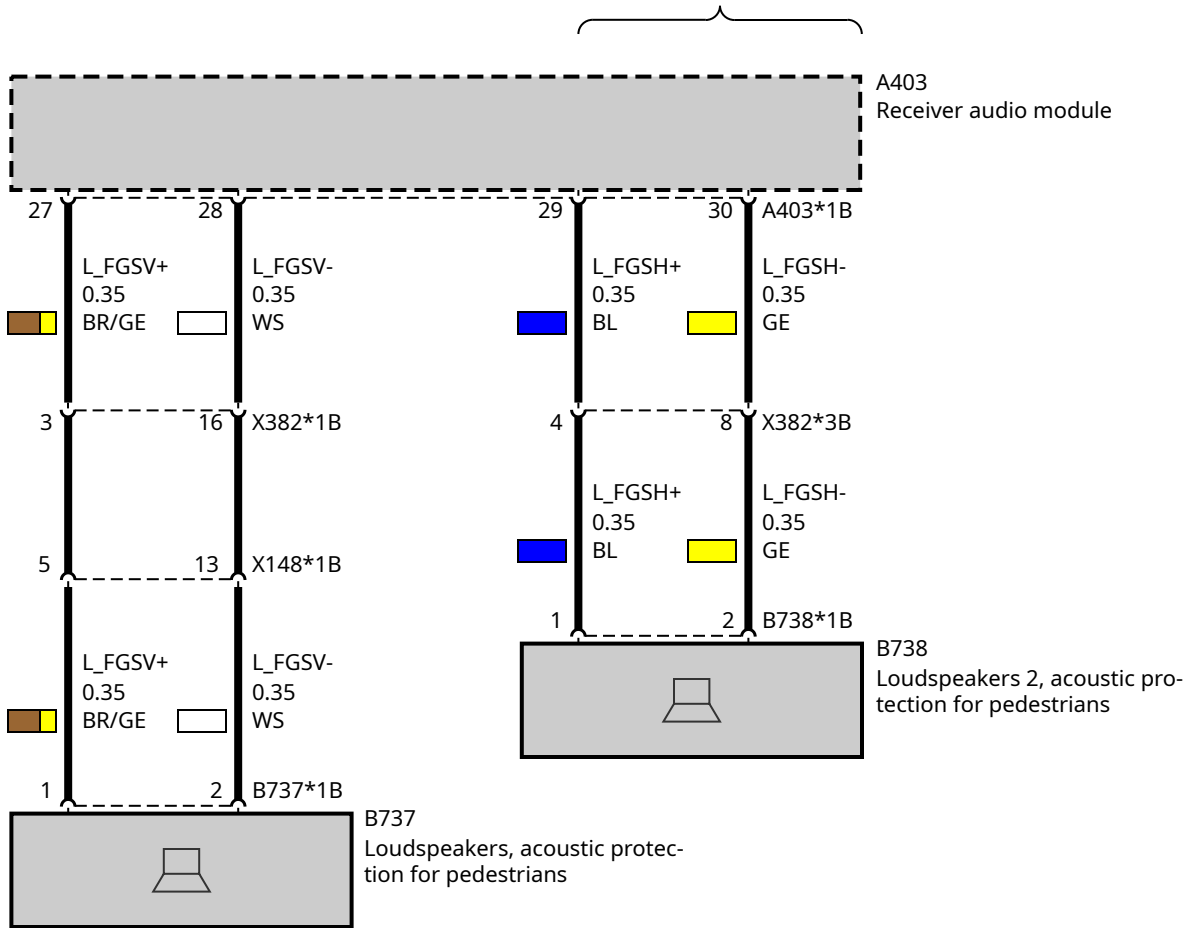 A403
Receiver audio module
27 28 29 30 A403*1B
L_FGSV+ L_FGSV- L_FGSH+ L_FGSH-
0.35 0.35 0.35 0.35
BR/GE WS BL GE
3 16 X382*1B 4 8 X382*3B
L_FGSH+ L_FGSH-
0.35 0.35
BL GE
5 13 X148*1B
1 2 B738*1B
B738
Loudspeakers 2, acoustic pro-
tection for pedestrians
L_FGSV+ L_FGSV-
0.35 0.35
BR/GE WS
1 2 B737*1B
B737
Loudspeakers, acoustic protec-
tion for pedestrians